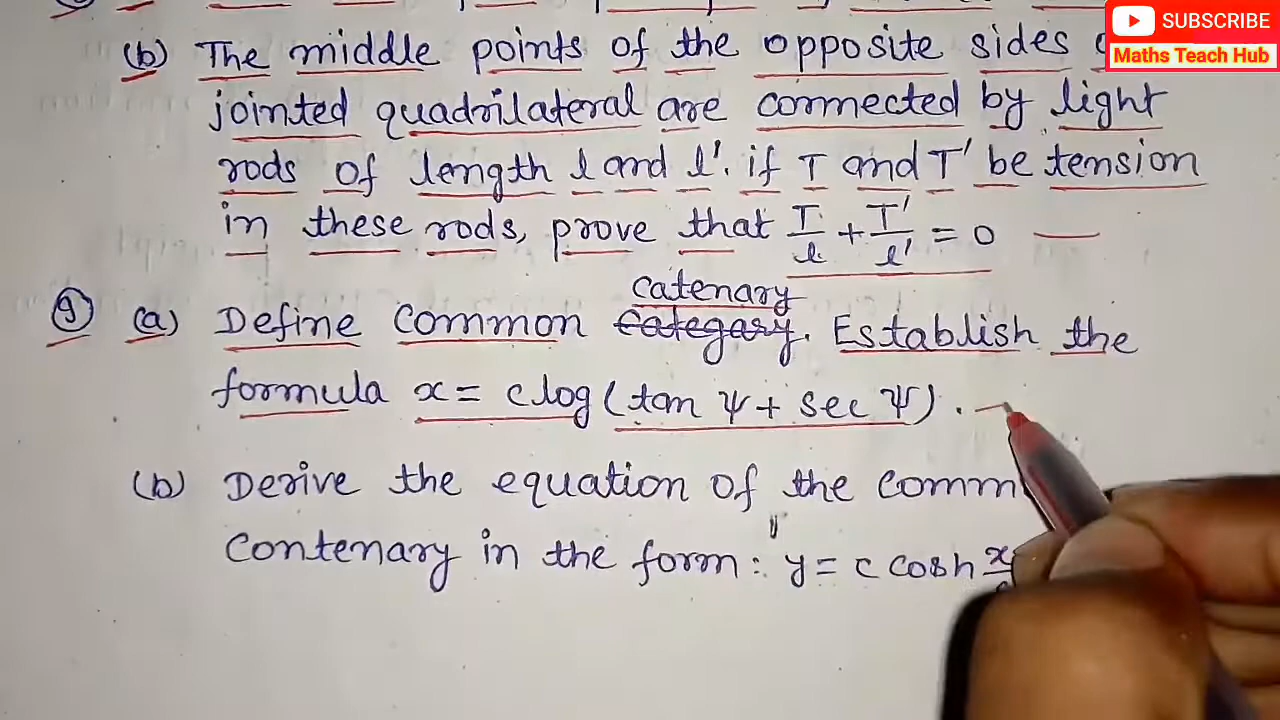 SUBSCRIBE
Maths Teach Hub
(b) The middle points of the opposite sides
jointed quadrilateral are connected by light
rods of length l and l'. if T and T' be tension
in these rods, prove that T/l + T'/l' = 0
catenary
9 (a) Define common categary. Establish the
formula x = c log (tan ψ + sec ψ).
(b) Derive the equation of the comm
contenary in the form: y = c cosh x